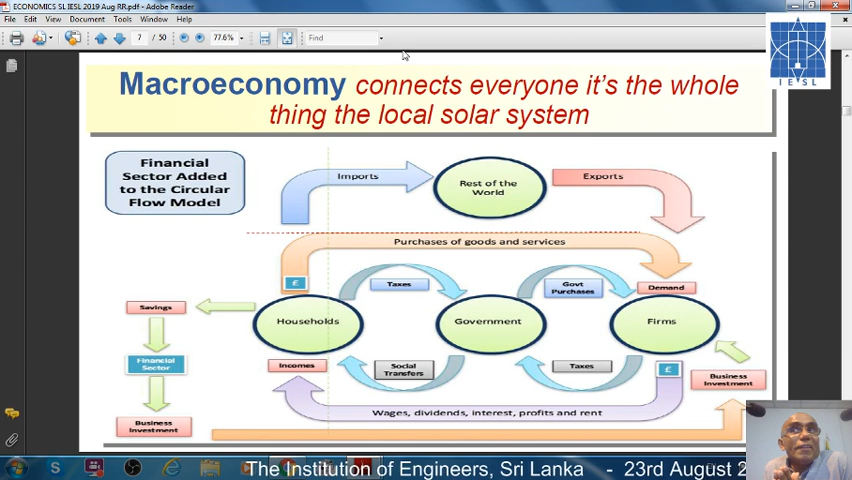 ECONOMICS SL IESL 2019 Aug RR.pdf - Adobe Reader
File Edit View Document Tools Window Help
7 / 50 77.6% Find
IESL
Macroeconomy connects everyone it's the whole
thing the local solar system
Financial
Sector Added
to the Circular
Flow Model
Imports
Rest of the
World
Exports
Purchases of goods and services
£
Taxes
Govt
Purchases
Demand
Savings
Households
Government
Firms
Financial
Sector
Incomes
Social
Transfers
Taxes
£
Business
Investment
Wages, dividends, interest, profits and rent
Business
Investment
The Institution of Engineers, Sri Lanka - 23rd August 2